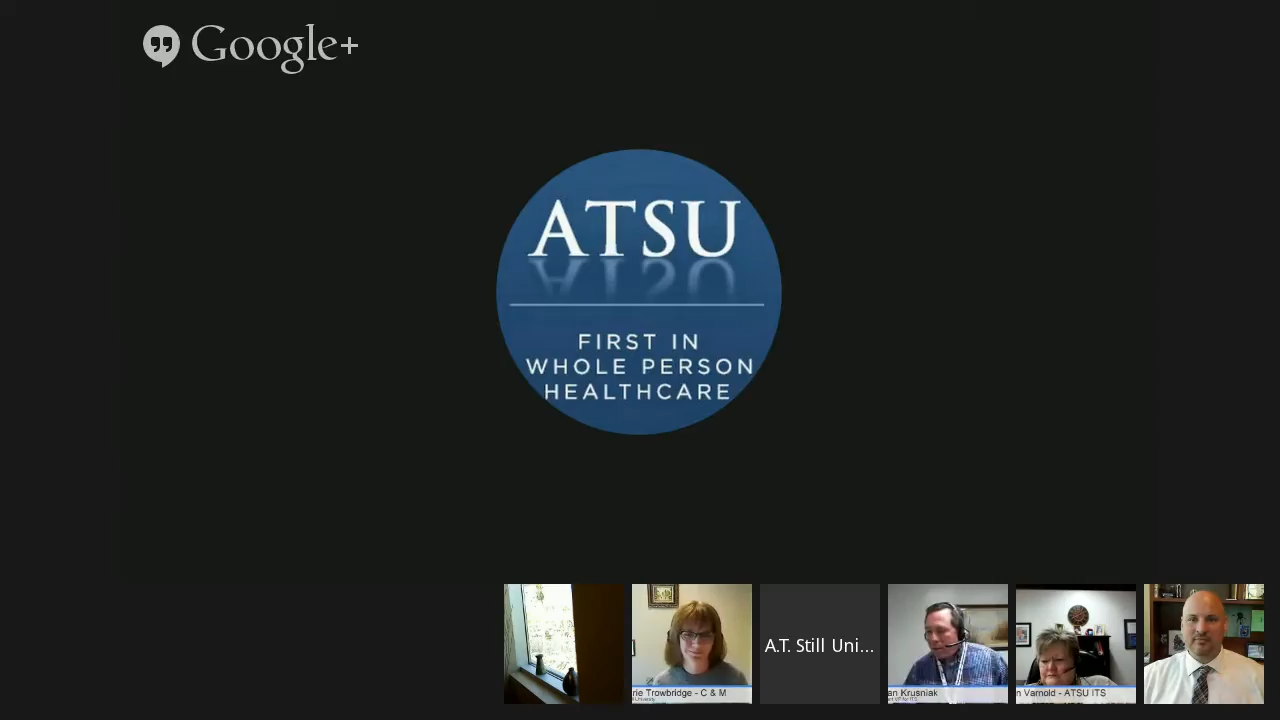 Google+
ATSU
FIRST IN
WHOLE PERSON
HEALTHCARE
A.T. Still Uni...
rie Trowbridge - C & M
an Krusniak
n Varnold - ATSU ITS